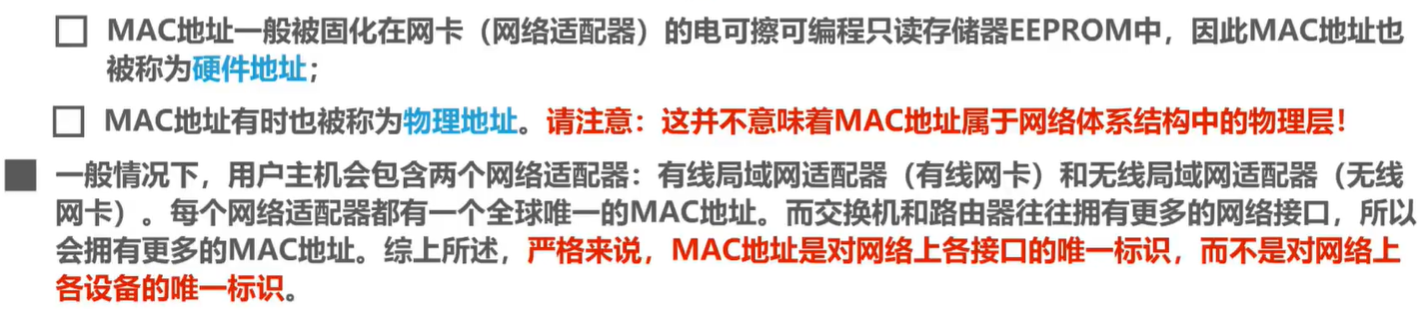 MAC地址一般被固化在网卡（网络适配器）的电可擦可编程只读存储器EEPROM中，因此MAC地址也
被称为硬件地址；
MAC地址有时也被称为物理地址。请注意：这并不意味着MAC地址属于网络体系结构中的物理层！
一般情况下，用户主机会包含两个网络适配器：有线局域网适配器（有线网卡）和无线局域网适配器（无线
网卡）。每个网络适配器都有一个全球唯一的MAC地址。而交换机和路由器往往拥有更多的网络接口，所以
会拥有更多的MAC地址。综上所述，严格来说，MAC地址是对网络上各接口的唯一标识，而不是对网络上
各设备的唯一标识。